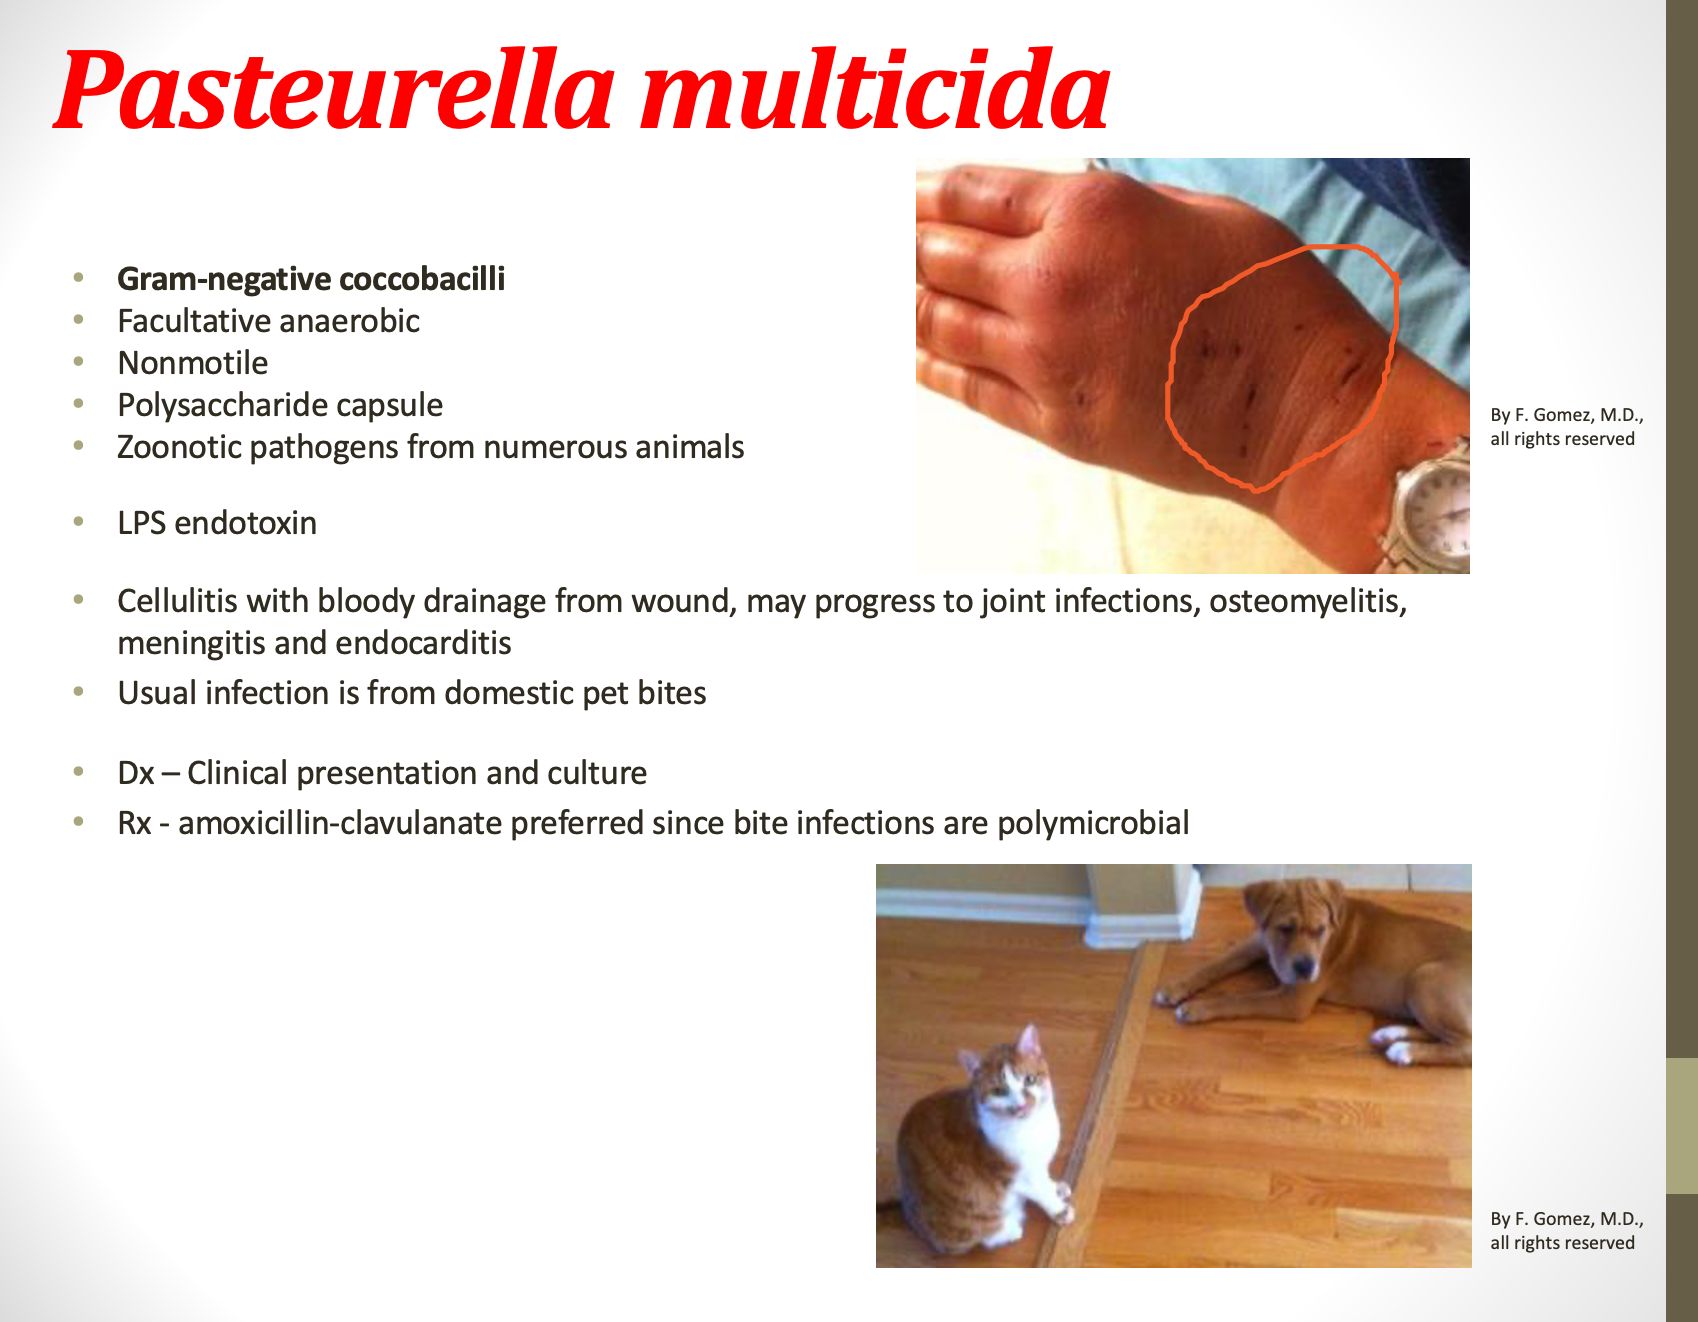 Pasteurella multicida
• Gram-negative coccobacilli
• Facultative anaerobic
• Nonmotile
• Polysaccharide capsule
• Zoonotic pathogens from numerous animals
• LPS endotoxin
• Cellulitis with bloody drainage from wound, may progress to joint infections, osteomyelitis,
meningitis and endocarditis
• Usual infection is from domestic pet bites
• Dx – Clinical presentation and culture
• Rx - amoxicillin-clavulanate preferred since bite infections are polymicrobial
By F. Gomez, M.D.,
all rights reserved
By F. Gomez, M.D.,
all rights reserved